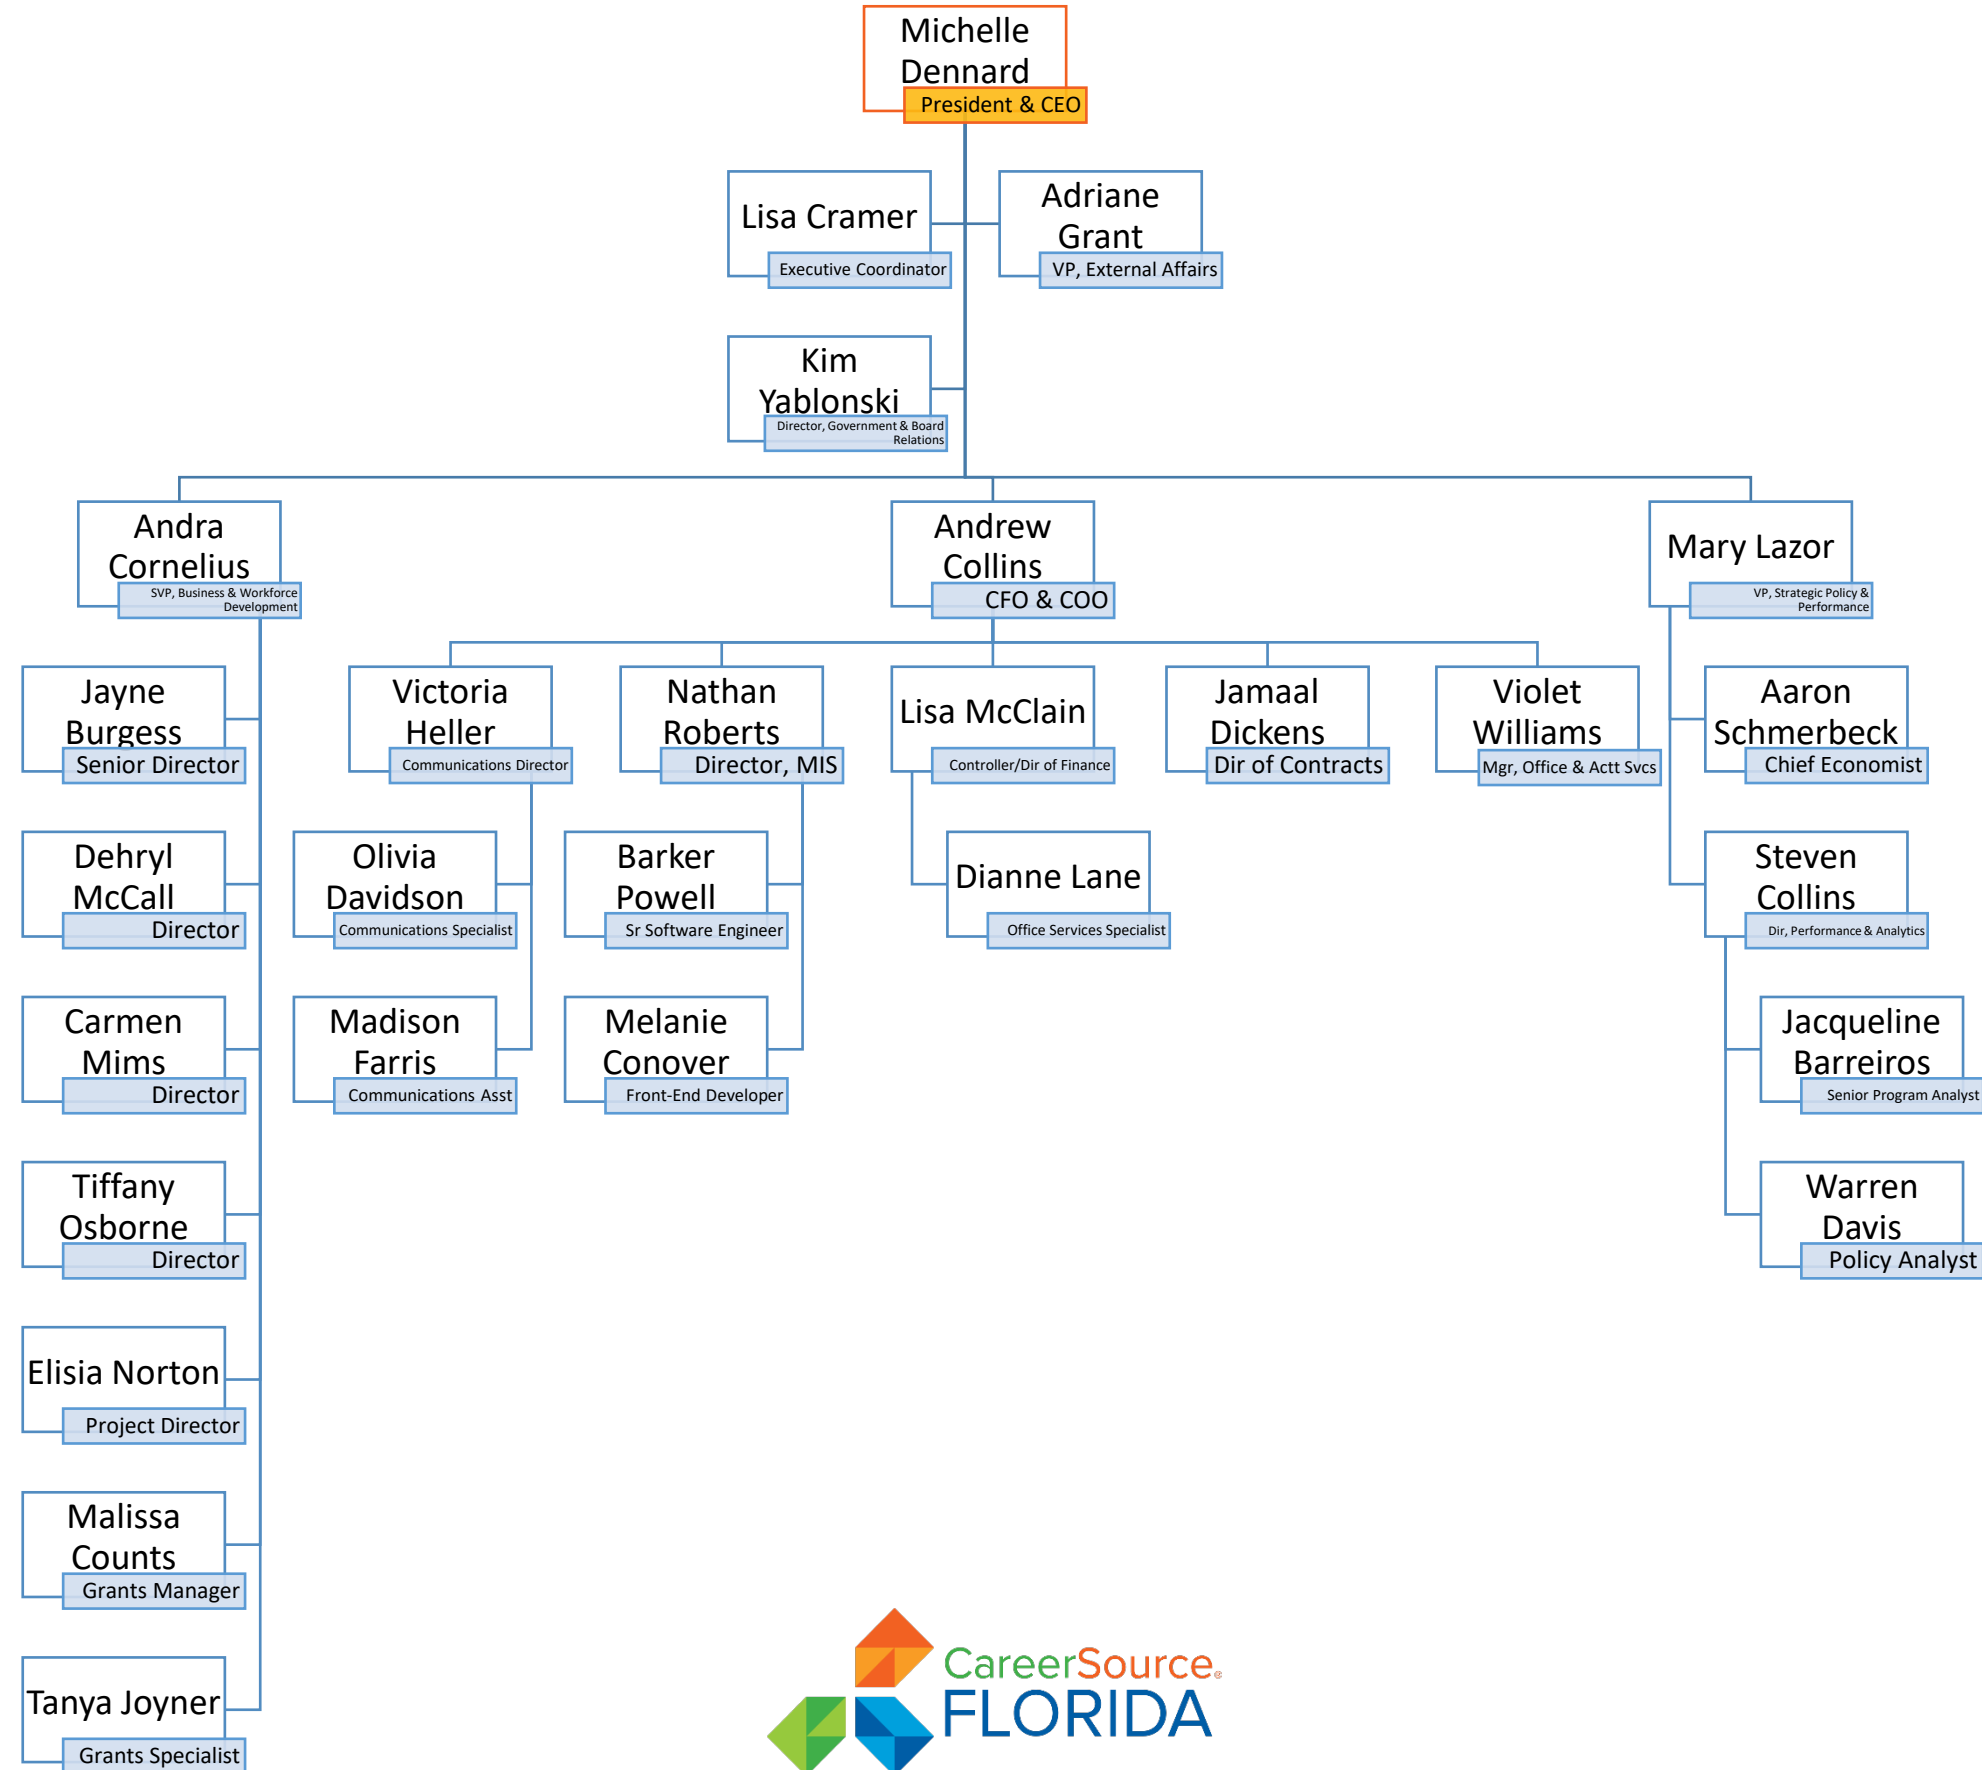 Michelle
Dennard
President & CEO
Lisa Cramer
Executive Coordinator
Adriane
Grant
VP, External Affairs
Kim
Yablonski
Director, Government & Board
Relations
Andra
Cornelius
SVP, Business & Workforce
Development
Andrew
Collins
CFO & COO
Mary Lazor
VP, Strategic Policy &
Performance
Jayne
Burgess
Senior Director
Victoria
Heller
Communications Director
Nathan
Roberts
Director, MIS
Lisa McClain
Controller/Dir of Finance
Jamaal
Dickens
Dir of Contracts
Violet
Williams
Mgr, Office & Actt Svcs
Aaron
Schmerbeck
Chief Economist
Dehryl
McCall
Director
Olivia
Davidson
Communications Specialist
Barker
Powell
Sr Software Engineer
Dianne Lane
Office Services Specialist
Steven
Collins
Dir, Performance & Analytics
Carmen
Mims
Director
Madison
Farris
Communications Asst
Melanie
Conover
Front-End Developer
Jacqueline
Barreiros
Senior Program Analyst
Tiffany
Osborne
Director
Warren
Davis
Policy Analyst
Elisia Norton
Project Director
Malissa
Counts
Grants Manager
Tanya Joyner
Grants Specialist
CareerSource®
FLORIDA